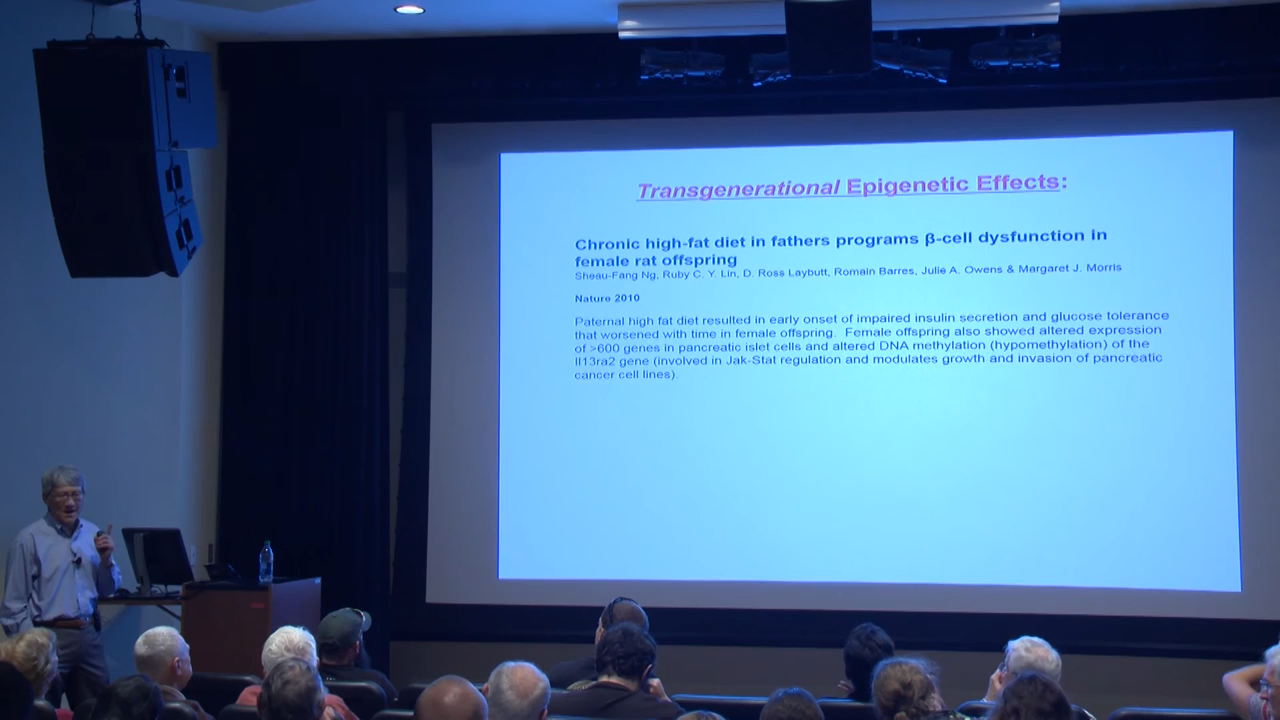 Transgenerational Epigenetic Effects:
Chronic high-fat diet in fathers programs β-cell dysfunction in
female rat offspring
Sheau-Fang Ng, Ruby C. Y. Lin, D. Ross Laybutt, Romain Barres, Julie A. Owens & Margaret J. Morris
Nature 2010
Paternal high fat diet resulted in early onset of impaired insulin secretion and glucose tolerance
that worsened with time in female offspring. Female offspring also showed altered expression
of >600 genes in pancreatic islet cells and altered DNA methylation (hypomethylation) of the
Il13ra2 gene (involved in Jak-Stat regulation and modulates growth and invasion of pancreatic
cancer cell lines).